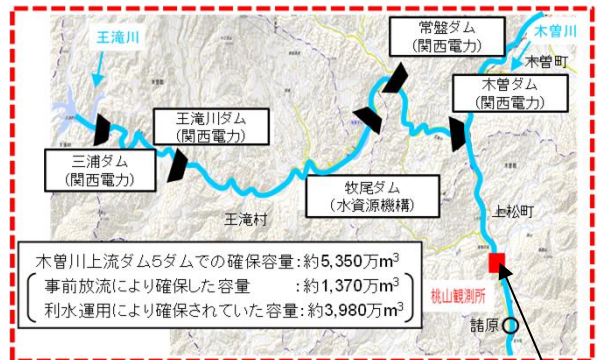 王滝川
常盤ダム
(関西電力)
木曽川
木曽町
木曽ダム
(関西電力)
王滝川ダム
(関西電力)
三浦ダム
(関西電力)
牧尾ダム
(水資源機構)
王滝村
上松町
木曽川上流ダム5ダムでの確保容量:約5,350万m³
事前放流により確保した容量 :約1,370万m³
利水運用により確保されていた容量:約3,980万m³
桃山観測所
諸原